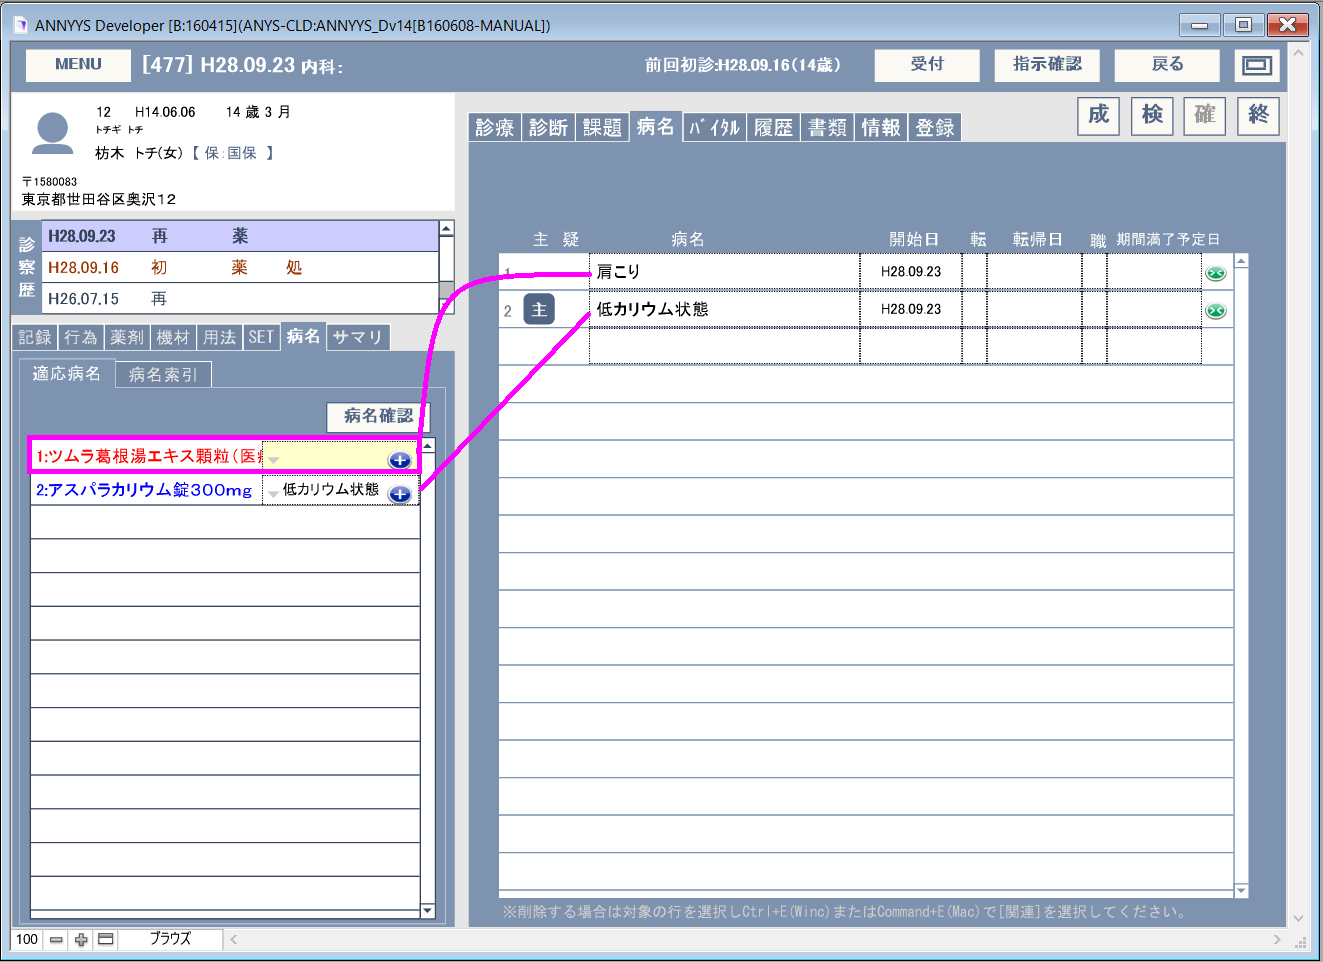 ANNYYS Developer [B:160415](ANYS-CLD:ANNYYS_Dv14[B160608-MANUAL])
MENU [477] H28.09.23 内科: 前回初診:H28.09.16(14歳) 受付 指示確認 戻る
12 H14.06.06 14 歳 3 月
トチギ トチ
枋木 トチ(女) 【 保:国保 】
〒1580083
東京都世田谷区奥沢12
成 検 確 終
診療 診断 課題 病名 バイタル 履歴 書類 情報 登録
診察歴
H28.09.23 再 薬
H28.09.16 初 薬 処
H26.07.15 再
記録 行為 薬剤 機材 用法 SET 病名 サマリ
適応病名 病名索引
病名確認
1:ツムラ葛根湯エキス顆粒(医
2:アスパラカリウム錠300mg 低カリウム状態
主 疑 病名 開始日 転 転帰日 職 期間満了予定日
1 肩こり H28.09.23
2 主 低カリウム状態 H28.09.23
※削除する場合は対象の行を選択しCtrl+E(Winc)またはCommand+E(Mac)で[関連]を選択してください。
100 ブラウズ